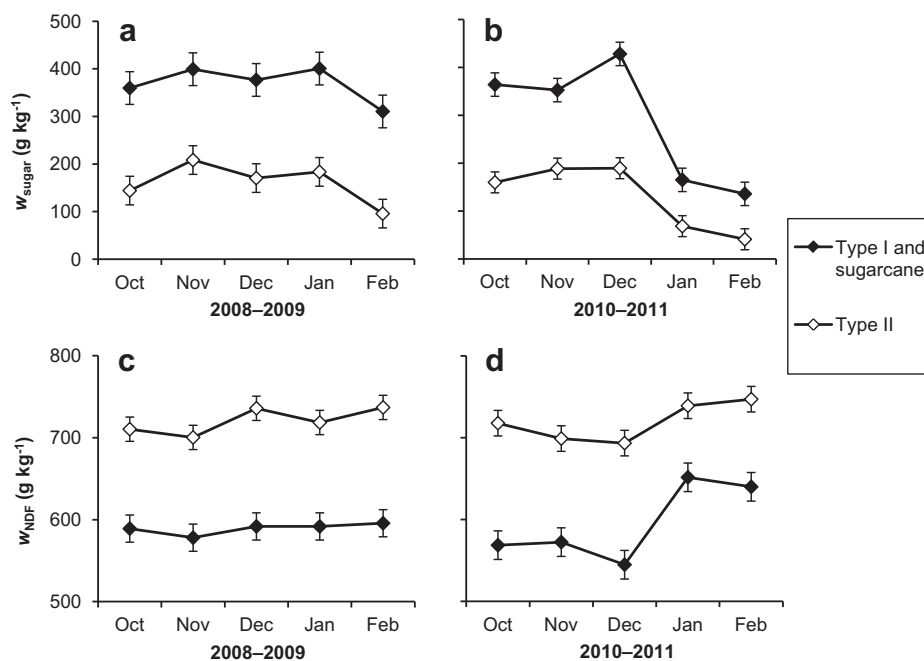 a
b
500
400
300
200
100
0
w_sugar (g kg⁻¹)
Oct Nov Dec Jan Feb
2008–2009
Oct Nov Dec Jan Feb
2010–2011
Type I and
sugarcane
Type II
c
d
800
700
600
500
w_NDF (g kg⁻¹)
Oct Nov Dec Jan Feb
2008–2009
Oct Nov Dec Jan Feb
2010–2011